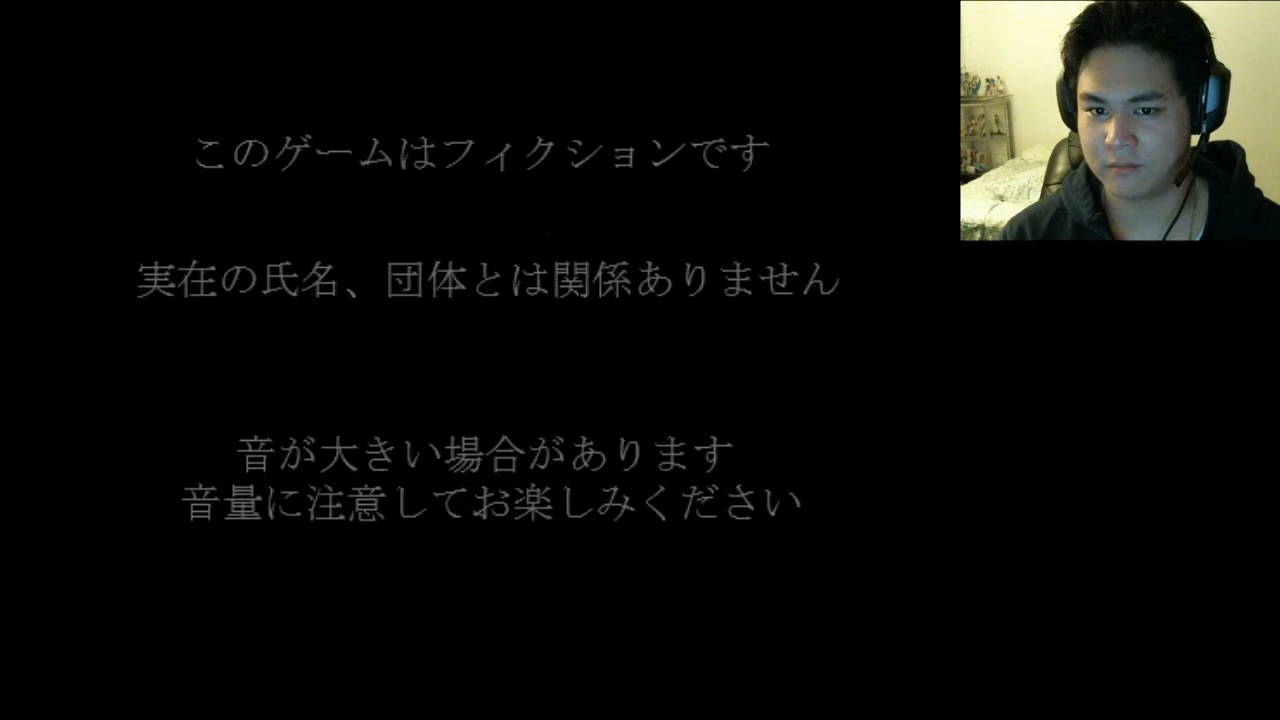 このゲームはフィクションです
実在の氏名、団体とは関係ありません
音が大きい場合があります
音量に注意してお楽しみください